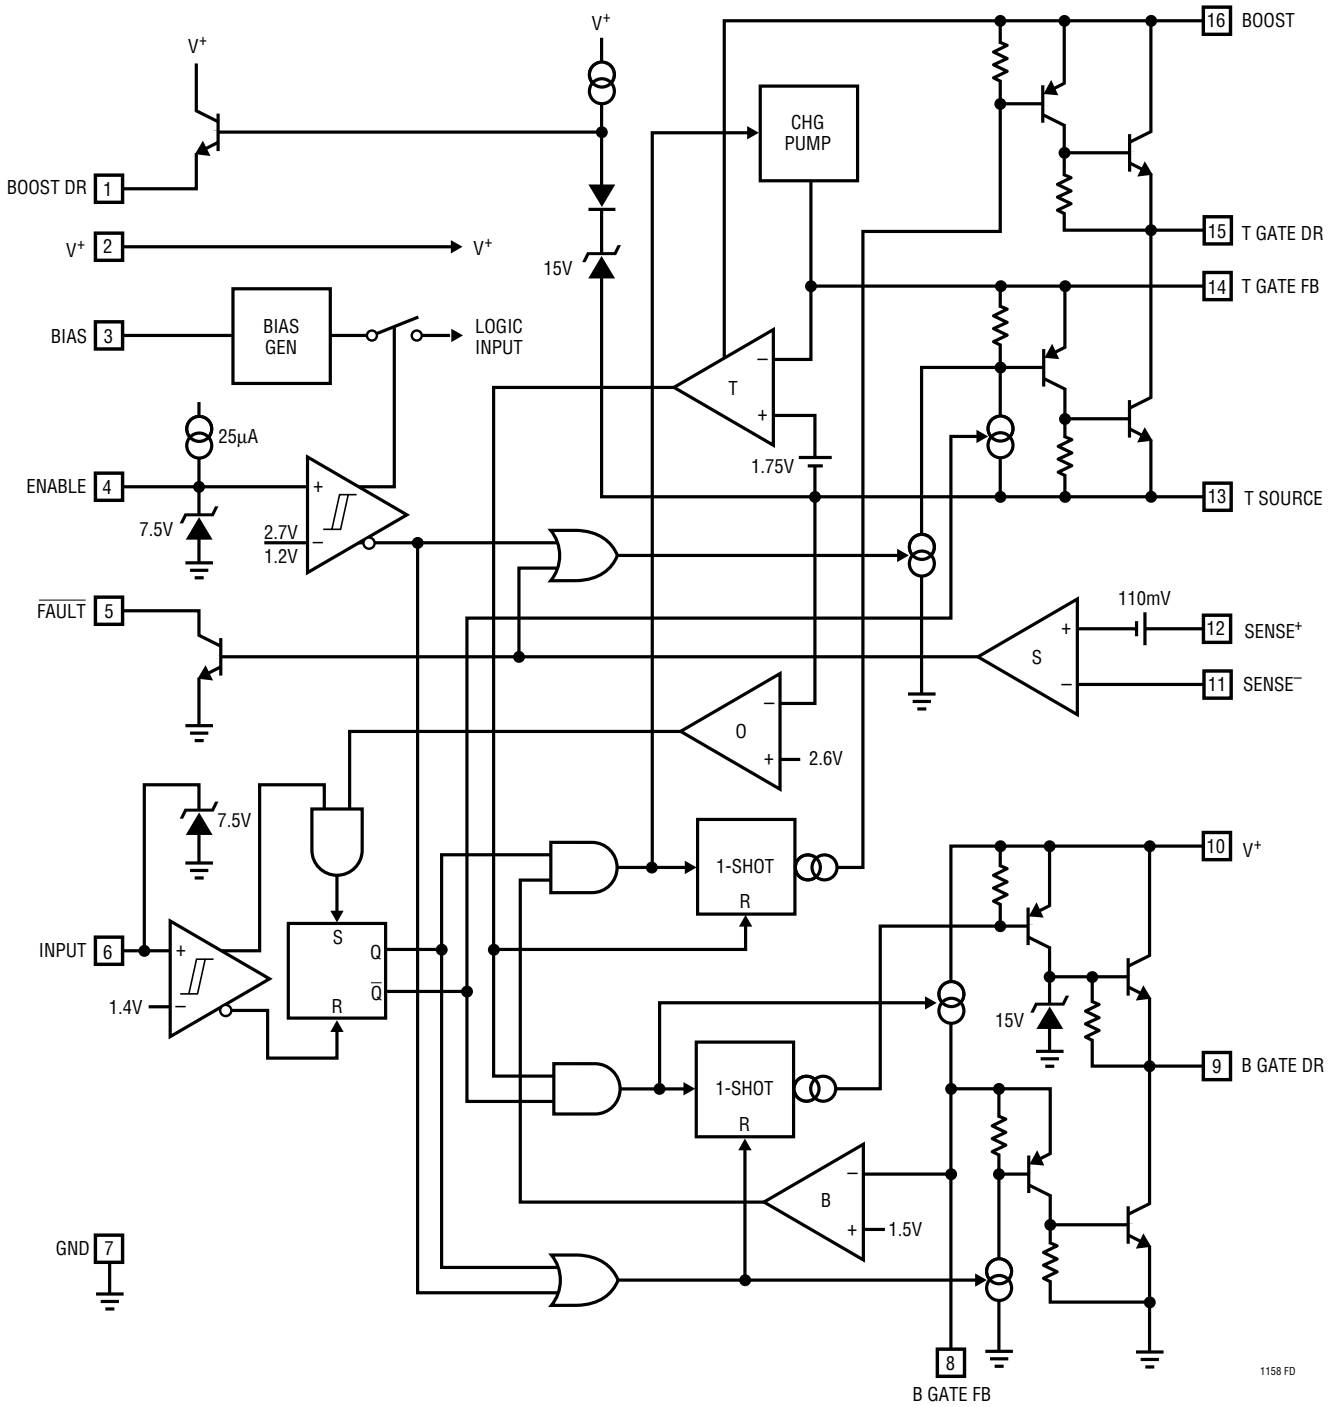 V+
BOOST DR 1
V+ 2
V+
BIAS 3
BIAS
GEN
LOGIC
INPUT
25µA
ENABLE 4
+
–
7.5V
2.7V
1.2V
FAULT 5
7.5V
INPUT 6
+
–
1.4V
S
Q
Q
R
GND 7
V+
15V
CHG
PUMP
T
–
+
1.75V
O
–
+
2.6V
S
+
–
110mV
1-SHOT
R
1-SHOT
R
B
–
+
1.5V
15V
16 BOOST
15 T GATE DR
14 T GATE FB
13 T SOURCE
12 SENSE+
11 SENSE–
10 V+
9 B GATE DR
8
B GATE FB
1158 FD